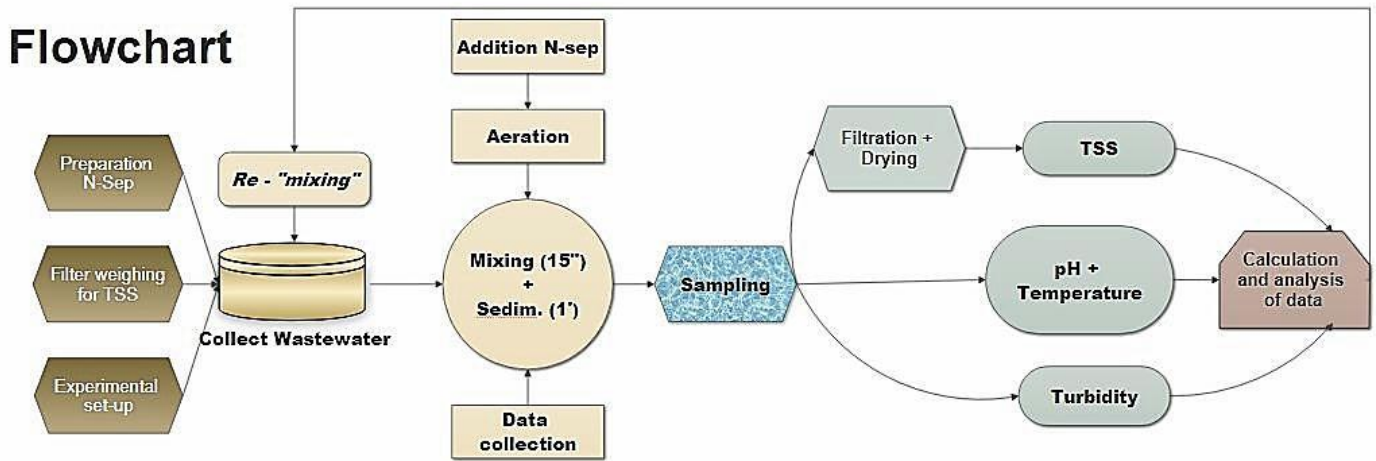 Flowchart
Preparation
N-Sep
Filter weighing
for TSS
Experimental
set-up
Re - "mixing"
Collect Wastewater
Addition N-sep
Aeration
Mixing (15")
+
Sedim. (1')
Data
collection
Sampling
Filtration +
Drying
TSS
pH +
Temperature
Turbidity
Calculation
and analysis
of data